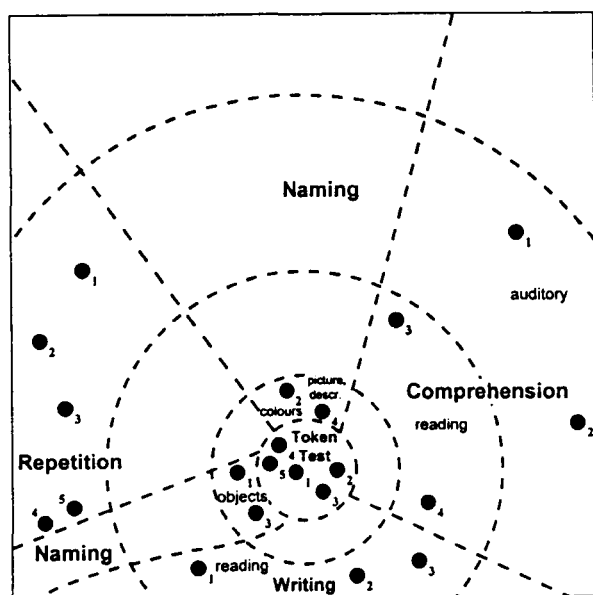 Naming
1
auditory
1
2
3
3
Comprehension
reading
2
picture,
descr.
2
colours
4
Token
Test
4
5
1
2
3
1
objects
3
Repetition
5
4
4
Naming
reading
1
Writing
2
3